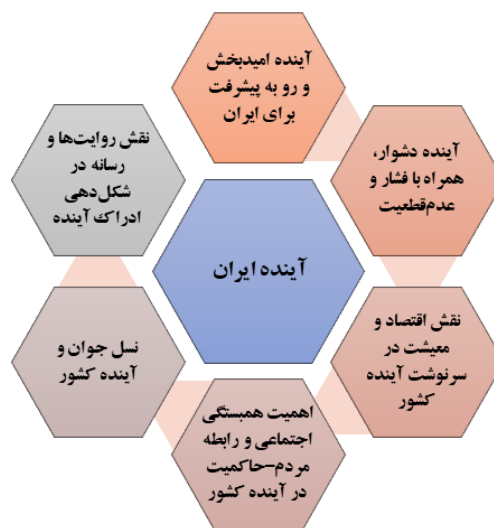 آینده امیدبخش
و رو به پیشرفت
برای ایران
آینده دشوار،
همراه با فشار و
عدم‌قطعیت
نقش اقتصاد و
معیشت در
سرنوشت آینده
کشور
اهمیت همبستگی
اجتماعی و رابطه
مردم-حاکمیت
در آینده کشور
نسل جوان و
آینده کشور
نقش روایت‌ها و
رسانه در
شکل‌دهی
ادراک آینده
آینده ایران